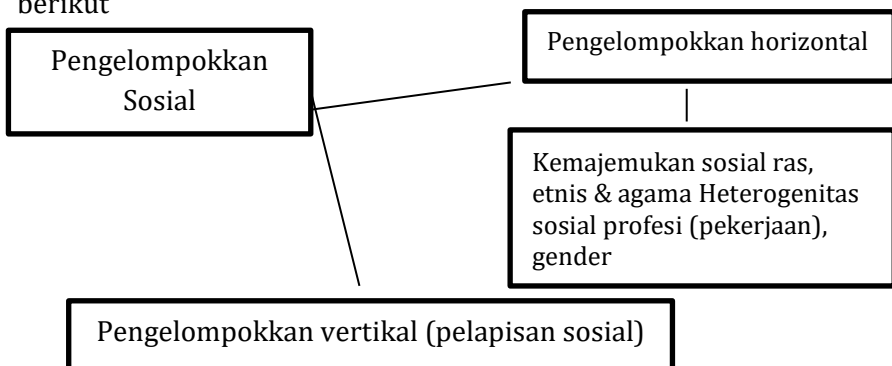 berikut
Pengelompokkan
Sosial
Pengelompokkan horizontal
Kemajemukan sosial ras,
etnis & agama Heterogenitas
sosial profesi (pekerjaan),
gender
Pengelompokkan vertikal (pelapisan sosial)